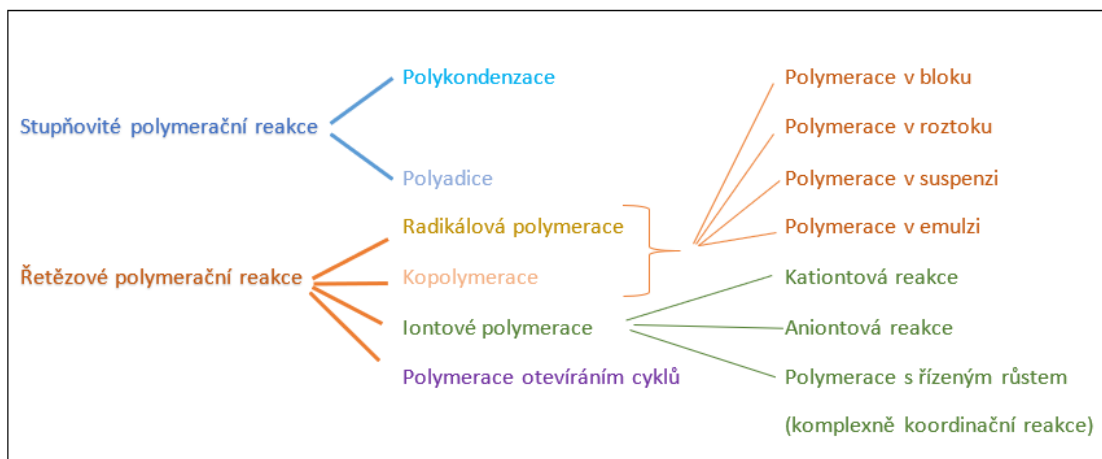 Polykondenzace
Polymerace v bloku
Stupňovité polymerační reakce
Polymerace v roztoku
Polyadice
Polymerace v suspenzi
Radikálová polymerace
Polymerace v emulzi
Řetězové polymerační reakce
Kopolymerace
Kationtová reakce
Iontové polymerace
Aniontová reakce
Polymerace otevíráním cyklů
Polymerace s řízeným růstem
(komplexně koordinační reakce)